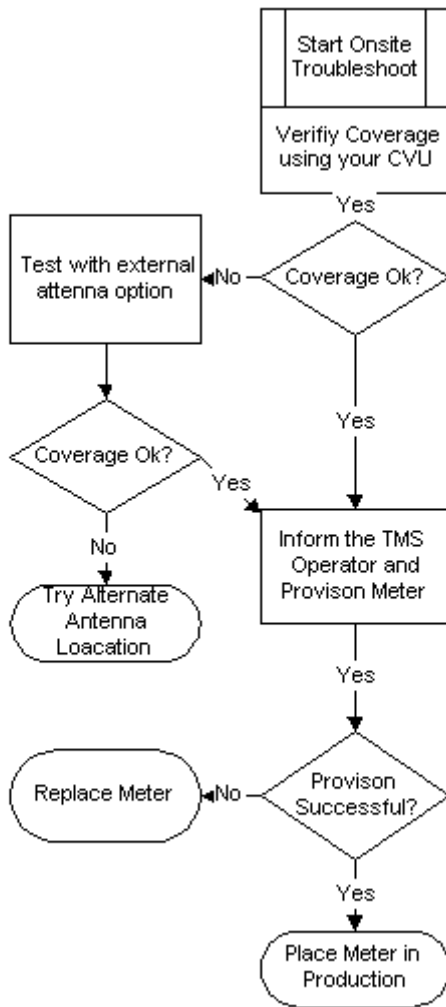 Start Onsite
Troubleshoot
Verifiy Coverage
using your CVU
Yes
Test with external
attenna option
No
Coverage Ok?
Yes
Coverage Ok?
Yes
No
Try Alternate
Antenna
Loacation
Inform the TMS
Operator and
Provison Meter
Yes
Replace Meter
No
Provison
Successful?
Yes
Place Meter in
Production